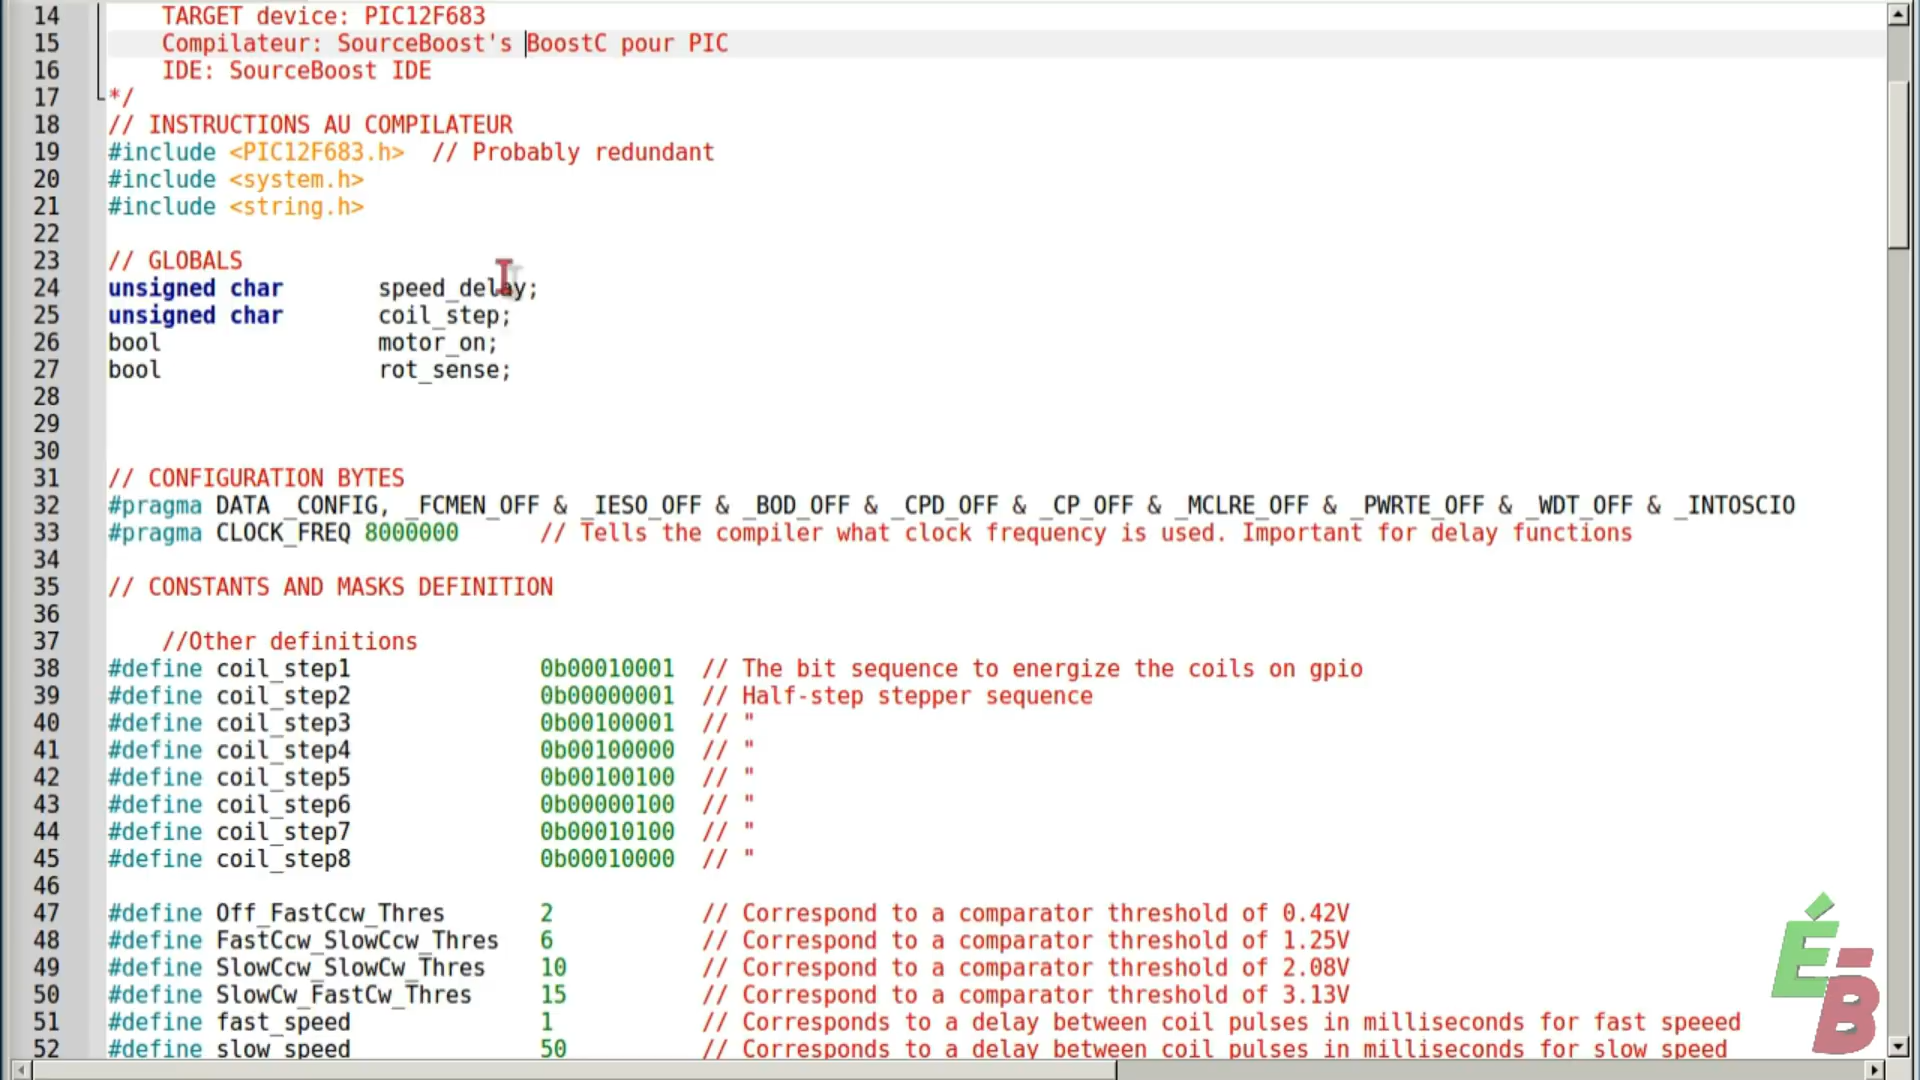 14 TARGET device: PIC12F683
15 Compilateur: SourceBoost's BoostC pour PIC
16 IDE: SourceBoost IDE
17 */
18 // INSTRUCTIONS AU COMPILATEUR
19 #include <PIC12F683.h> // Probably redundant
20 #include <system.h>
21 #include <string.h>
22
23 // GLOBALS
24 unsigned char speed_delay;
25 unsigned char coil_step;
26 bool motor_on;
27 bool rot_sense;
28
29
30
31 // CONFIGURATION BYTES
32 #pragma DATA _CONFIG, _FCMEN_OFF & _IESO_OFF & _BOD_OFF & _CPD_OFF & _CP_OFF & _MCLRE_OFF & _PWRTE_OFF & _WDT_OFF & _INTOSCIO
33 #pragma CLOCK_FREQ 8000000 // Tells the compiler what clock frequency is used. Important for delay functions
34
35 // CONSTANTS AND MASKS DEFINITION
36
37 //Other definitions
38 #define coil_step1 0b00010001 // The bit sequence to energize the coils on gpio
39 #define coil_step2 0b00000001 // Half-step stepper sequence
40 #define coil_step3 0b00100001 // "
41 #define coil_step4 0b00100000 // "
42 #define coil_step5 0b00100100 // "
43 #define coil_step6 0b00000100 // "
44 #define coil_step7 0b00010100 // "
45 #define coil_step8 0b00010000 // "
46
47 #define Off_FastCcw_Thres 2 // Correspond to a comparator threshold of 0.42V
48 #define FastCcw_SlowCcw_Thres 6 // Correspond to a comparator threshold of 1.25V
49 #define SlowCcw_SlowCw_Thres 10 // Correspond to a comparator threshold of 2.08V
50 #define SlowCw_FastCw_Thres 15 // Correspond to a comparator threshold of 3.13V
51 #define fast_speed 1 // Corresponds to a delay between coil pulses in milliseconds for fast speeed
52 #define slow_speed 50 // Corresponds to a delay between coil pulses in milliseconds for slow speed
ÉB